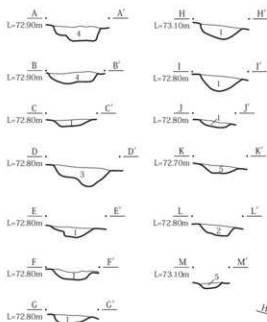 A A'
L=72.90m
4
B B'
L=72.90m
4
C C'
L=72.80m
1
D D'
L=72.80m
3
E E'
L=72.80m
1
F F'
L=72.80m
1
G G'
L=72.80m
1
H H'
L=73.10m
1
I I'
L=72.80m
1
J J'
L=72.80m
1
K K'
L=72.70m
5
L L'
L=72.80m
2
M M'
L=73.10m
5
H